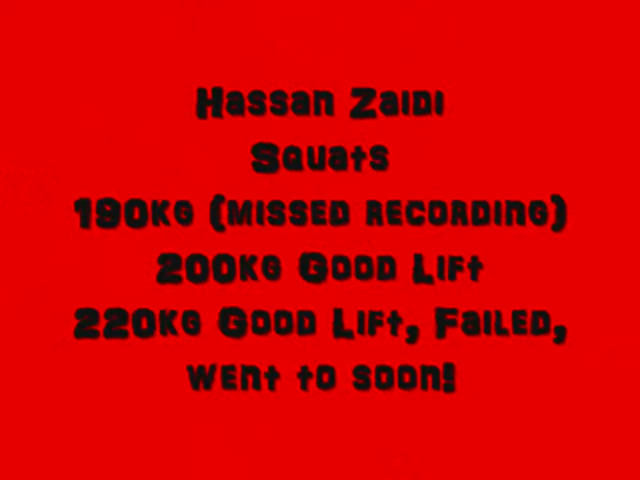 Hassan Zaidi
Squats
190kg (missed recording)
200kg Good Lift
220kg Good Lift, Failed,
went to soon!